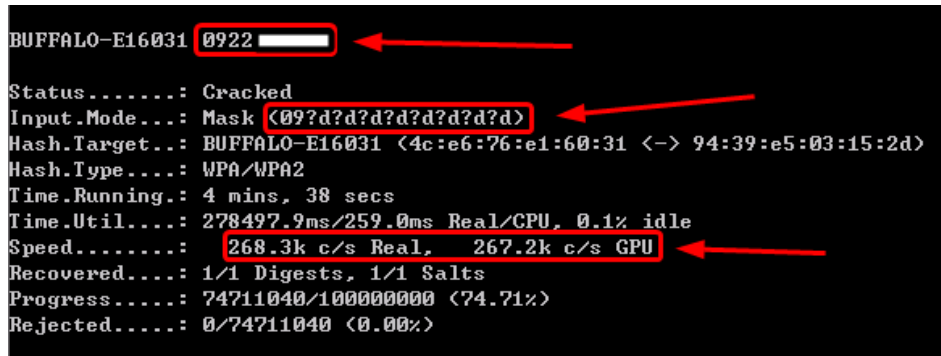 BUFFALO-E16031 0922
Status.......: Cracked
Input.Mode...: Mask (09?d?d?d?d?d?d?d?d)
Hash.Target..: BUFFALO-E16031 (4c:e6:76:e1:60:31 <-> 94:39:e5:03:15:2d)
Hash.Type....: WPA/WPA2
Time.Running.: 4 mins, 38 secs
Time.Util....: 278497.9ms/259.0ms Real/CPU, 0.1% idle
Speed........: 268.3k c/s Real, 267.2k c/s GPU
Recovered....: 1/1 Digests, 1/1 Salts
Progress.....: 74711040/100000000 (74.71%)
Rejected.....: 0/74711040 (0.00%)